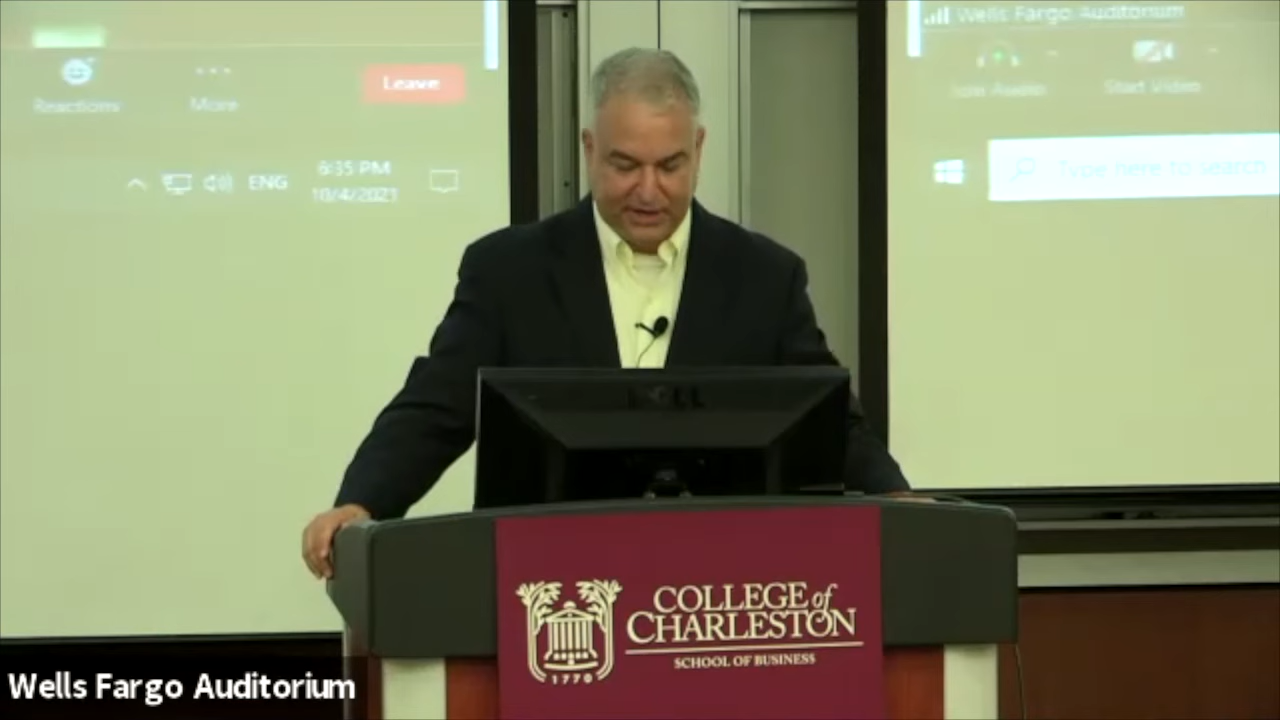 Wells Fargo Auditorium
Reactions
More
Leave
Start Video
6:35 PM
ENG
10/4/2021
Type here to search
DELL
COLLEGE of
CHARLESTON
SCHOOL OF BUSINESS
1770
Wells Fargo Auditorium